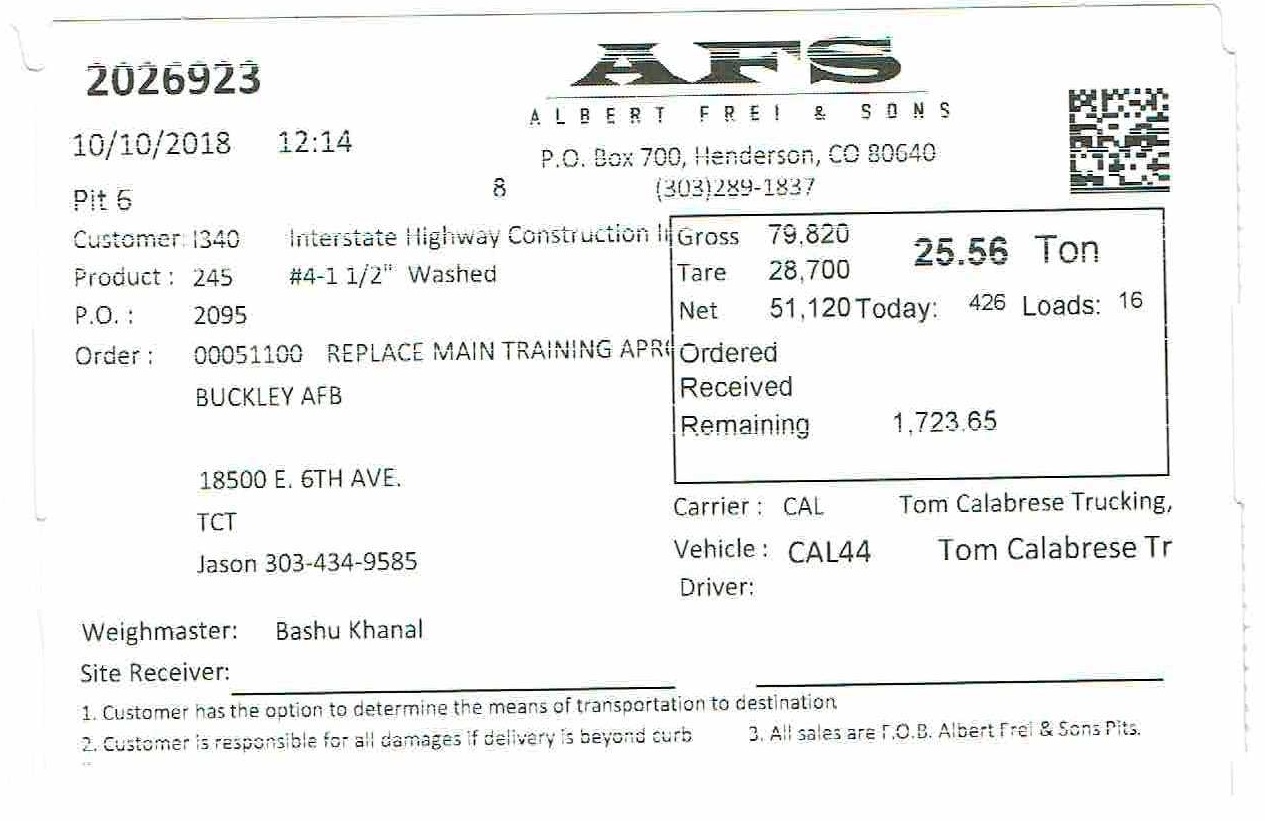 2026923
AFS
ALBERT FREI & SONS
10/10/2018 12:14
P.O. Box 700, Henderson, CO 80640
Pit 6 8 (303)289-1837
Customer: I340 Interstate Highway Construction I
Product : 245 #4-1 1/2" Washed
P.O. : 2095
Order : 00051100 REPLACE MAIN TRAINING APR
BUCKLEY AFB
18500 E. 6TH AVE.
TCT
Jason 303-434-9585
Gross 79,820 25.56 Ton
Tare 28,700
Net 51,120 Today: 426 Loads: 16
Ordered
Received
Remaining 1,723.65
Carrier : CAL Tom Calabrese Trucking,
Vehicle : CAL44 Tom Calabrese Tr
Driver:
Weighmaster: Bashu Khanal
Site Receiver:
1. Customer has the option to determine the means of transportation to destination
2. Customer is responsible for all damages if delivery is beyond curb 3. All sales are F.O.B. Albert Frei & Sons Pits.